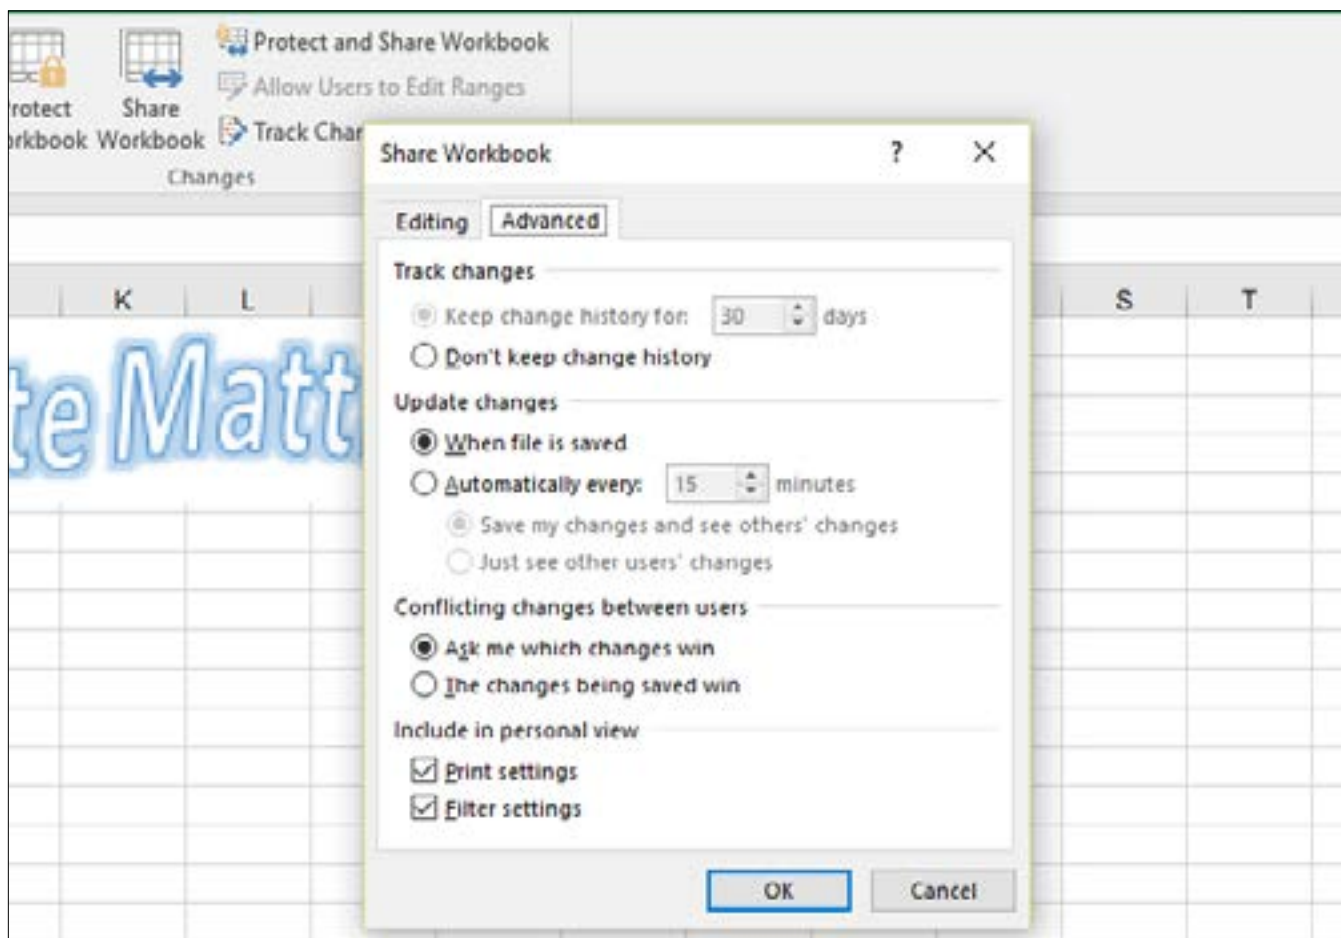 Protect and Share Workbook
Allow Users to Edit Ranges
rotect Share
orkbook Workbook
Track Char
Changes
Share Workbook ? X
Editing Advanced
Track changes
Keep change history for: 30 days
Don't keep change history
Update changes
When file is saved
Automatically every: 15 minutes
Save my changes and see others' changes
Just see other users' changes
Conflicting changes between users
Ask me which changes win
The changes being saved win
Include in personal view
Print settings
Filter settings
OK Cancel
K L S T
te Matt